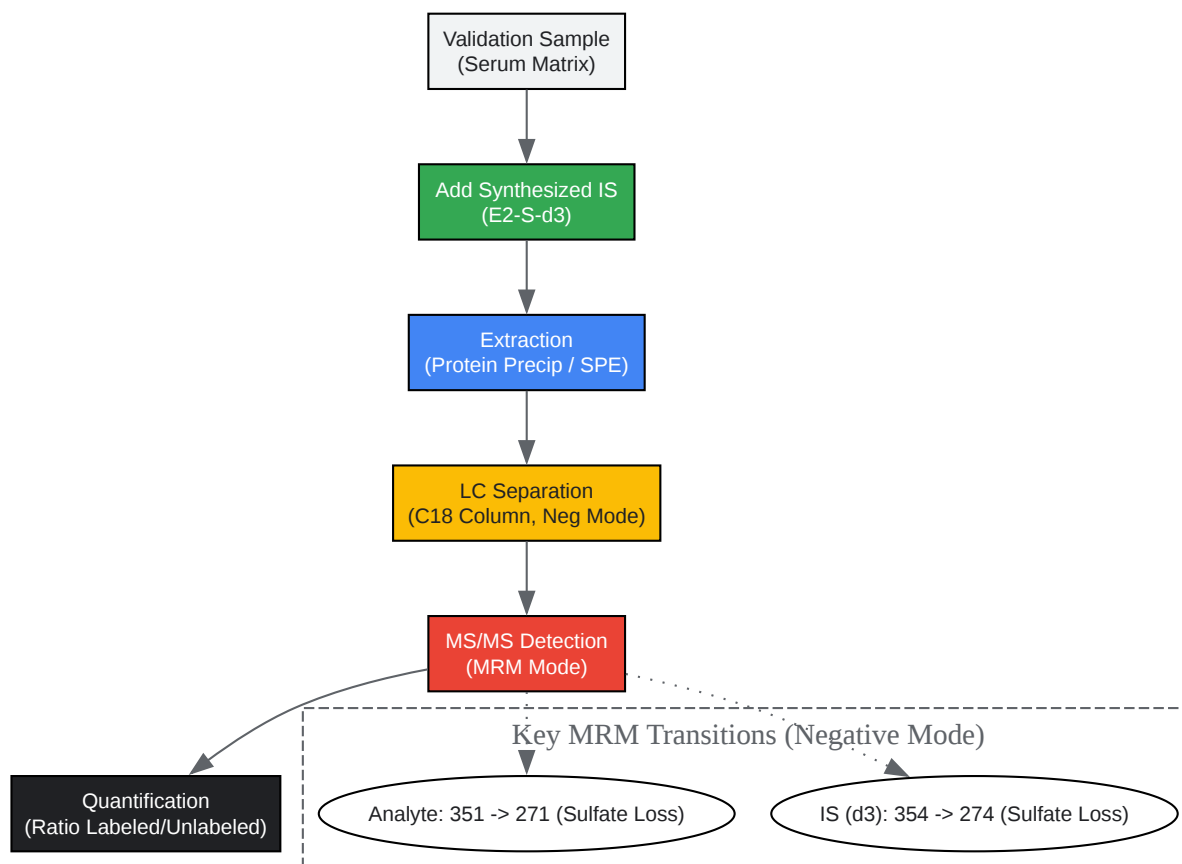 Validation Sample
(Serum Matrix)
Add Synthesized IS
(E2-S-d3)
Extraction
(Protein Precip / SPE)
LC Separation
(C18 Column, Neg Mode)
MS/MS Detection
(MRM Mode)
Key MRM Transitions (Negative Mode)
Quantification
(Ratio Labeled/Unlabeled)
Analyte: 351 -> 271 (Sulfate Loss)
IS (d3): 354 -> 274 (Sulfate Loss)